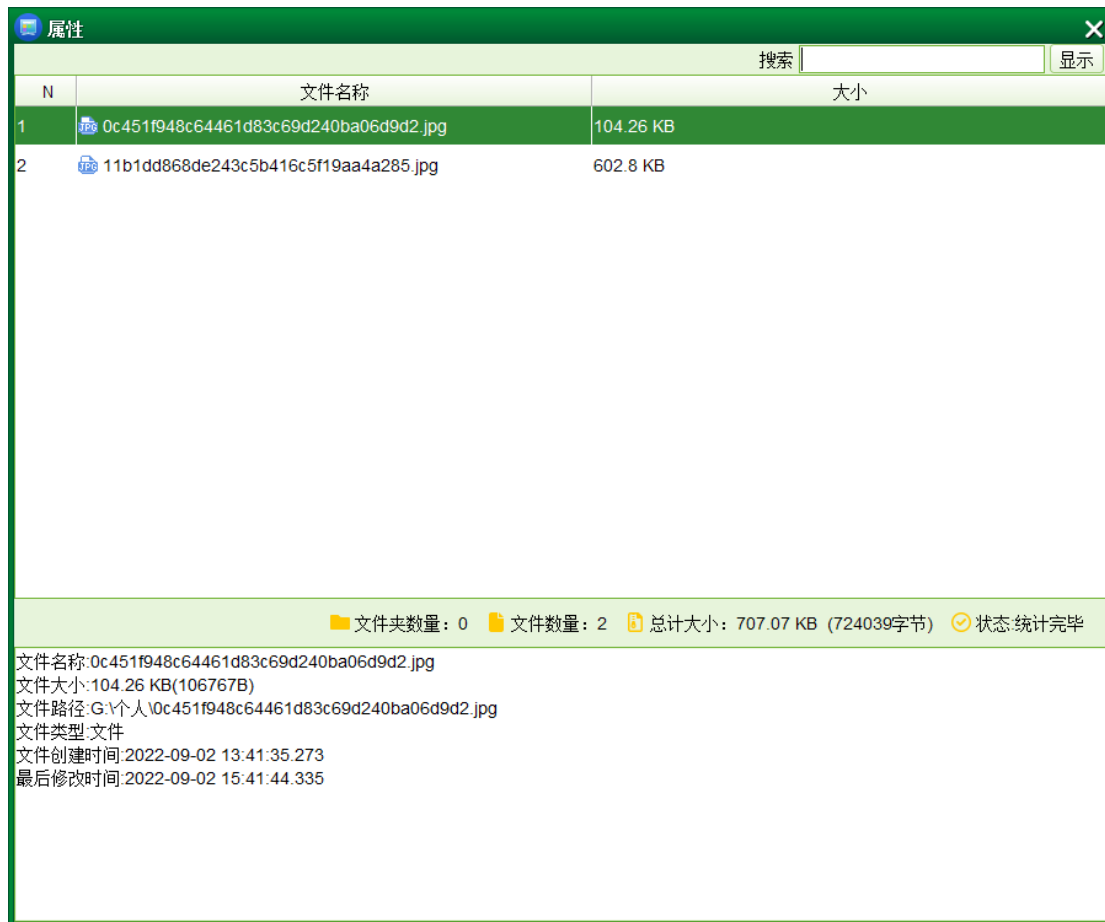 属性
搜索 显示
N 文件名称 大小
1 JPG 0c451f948c64461d83c69d240ba06d9d2.jpg 104.26 KB
2 JPG 11b1dd868de243c5b416c5f19aa4a285.jpg 602.8 KB
文件夹数量：0 文件数量：2 总计大小：707.07 KB (724039字节) 状态:统计完毕
文件名称:0c451f948c64461d83c69d240ba06d9d2.jpg
文件大小:104.26 KB(106767B)
文件路径:G:\个人\0c451f948c64461d83c69d240ba06d9d2.jpg
文件类型:文件
文件创建时间:2022-09-02 13:41:35.273
最后修改时间:2022-09-02 15:41:44.335